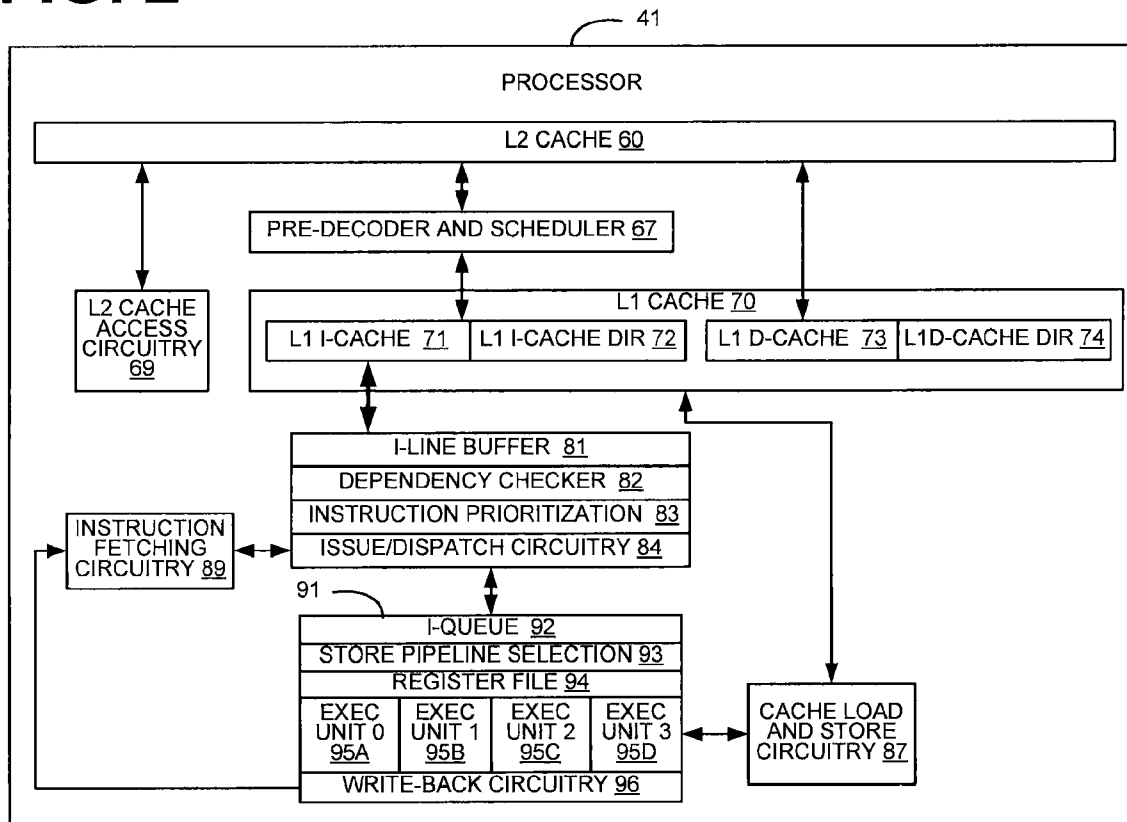 41
PROCESSOR
L2 CACHE 60
PRE-DECODER AND SCHEDULER 67
L2 CACHE
ACCESS
CIRCUITRY
69
L1 CACHE 70
L1 I-CACHE 71
L1 I-CACHE DIR 72
L1 D-CACHE 73
L1D-CACHE DIR 74
I-LINE BUFFER 81
DEPENDENCY CHECKER 82
INSTRUCTION PRIORITIZATION 83
ISSUE/DISPATCH CIRCUITRY 84
INSTRUCTION
FETCHING
CIRCUITRY 89
91
I-QUEUE 92
STORE PIPELINE SELECTION 93
REGISTER FILE 94
EXEC
UNIT 0
95A
EXEC
UNIT 1
95B
EXEC
UNIT 2
95C
EXEC
UNIT 3
95D
WRITE-BACK CIRCUITRY 96
CACHE LOAD
AND STORE
CIRCUITRY 87